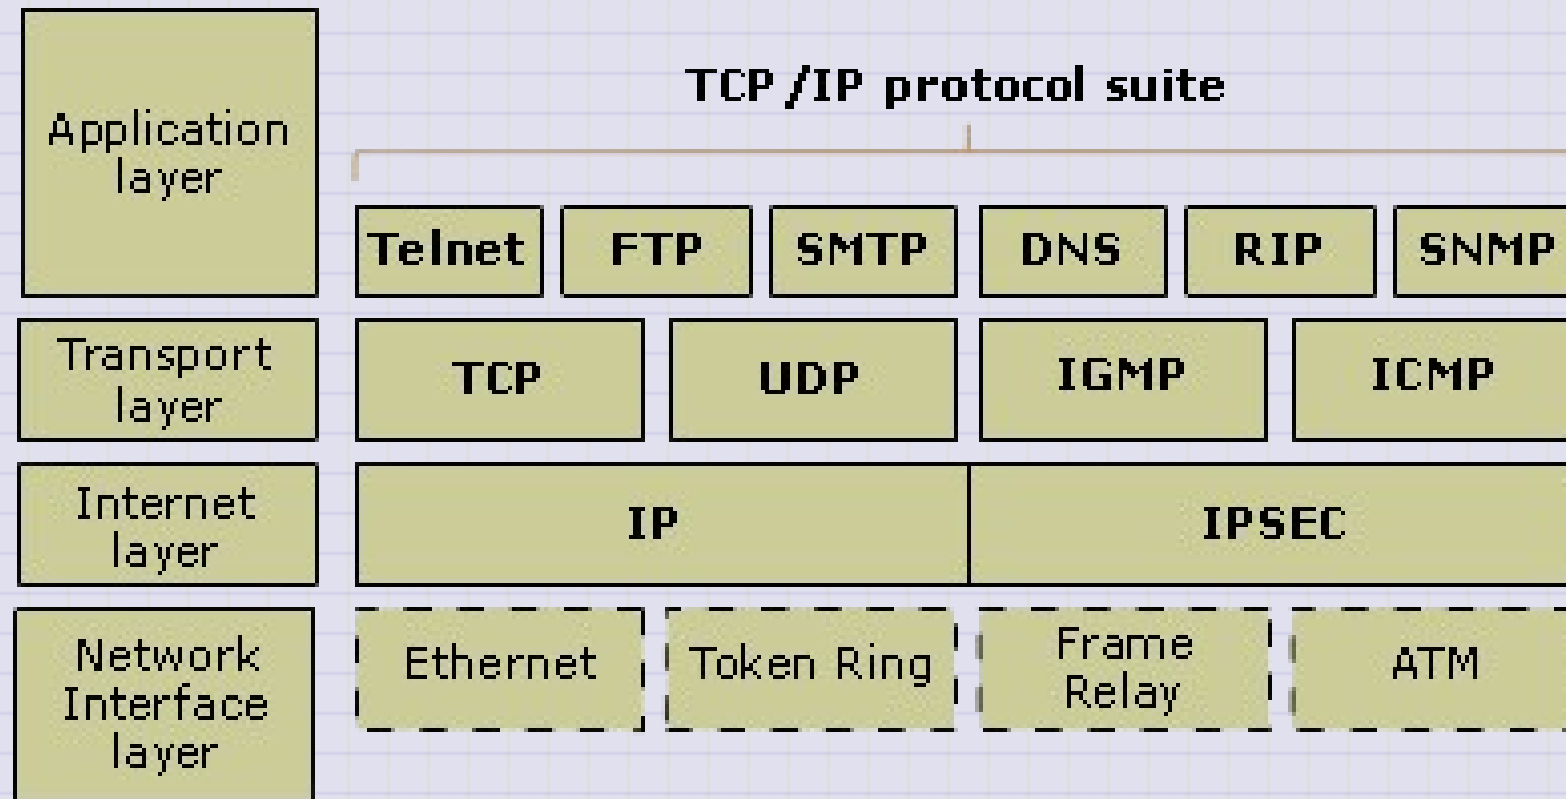 Application
layer
TCP/IP protocol suite
Telnet
FTP
SMTP
DNS
RIP
SNMP
Transport
layer
TCP
UDP
IGMP
ICMP
Internet
layer
IP
IPSEC
Network
Interface
layer
Ethernet
Token Ring
Frame
Relay
ATM